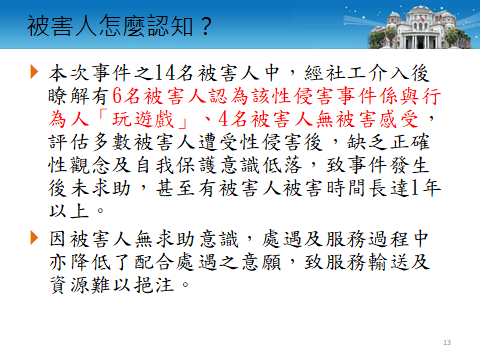 被害人怎麼認知？
本次事件之14名被害人中，經社工介入後
瞭解有6名被害人認為該性侵害事件係與行
為人「玩遊戲」、4名被害人無被害感受，
評估多數被害人遭受性侵害後，缺乏正確
性觀念及自我保護意識低落，致事件發生
後未求助，甚至有被害人被害時間長達1年
以上。
因被害人無求助意識，處遇及服務過程中
亦降低了配合處遇之意願，致服務輸送及
資源難以挹注。
13